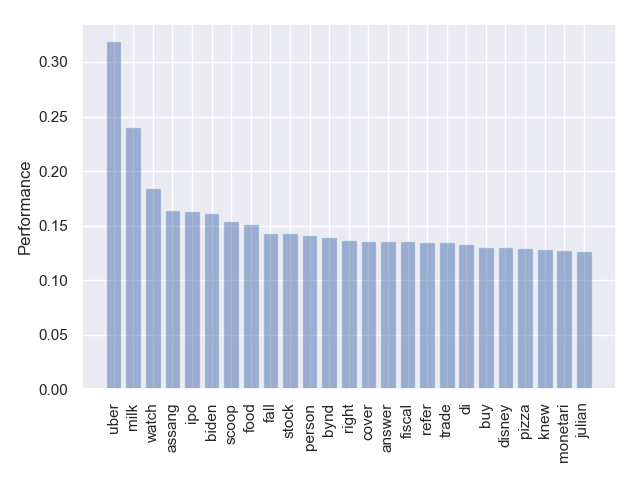 0.30
0.25
0.20
0.15
0.10
0.05
0.00
Performance
uber
milk
watch
assang
ipo
biden
scoop
food
fall
stock
person
bynd
right
cover
answer
fiscal
refer
trade
di
buy
disney
pizza
knew
monetari
julian